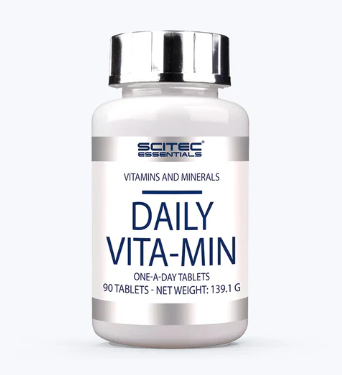 SCITEC®
ESSENTIALS
VITAMINS AND MINERALS
DAILY
VITA-MIN
ONE-A-DAY TABLETS
90 TABLETS - NET WEIGHT: 139.1 G